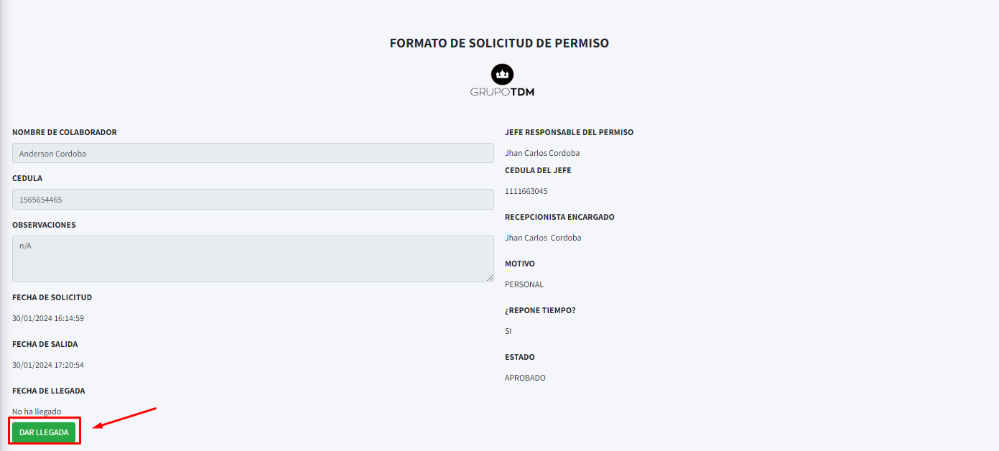 FORMATO DE SOLICITUD DE PERMISO
GRUPOTDM
NOMBRE DE COLABORADOR
Anderson Cordoba
CEDULA
1565654465
OBSERVACIONES
n/A
FECHA DE SOLICITUD
30/01/2024 16:14:59
FECHA DE SALIDA
30/01/2024 17:20:54
FECHA DE LLEGADA
No ha llegado
DAR LLEGADA
JEFE RESPONSABLE DEL PERMISO
Jhan Carlos Cordoba
CEDULA DEL JEFE
1111663045
RECEPCIONISTA ENCARGADO
Jhan Carlos  Cordoba
MOTIVO
PERSONAL
¿REPONE TIEMPO?
SI
ESTADO
APROBADO